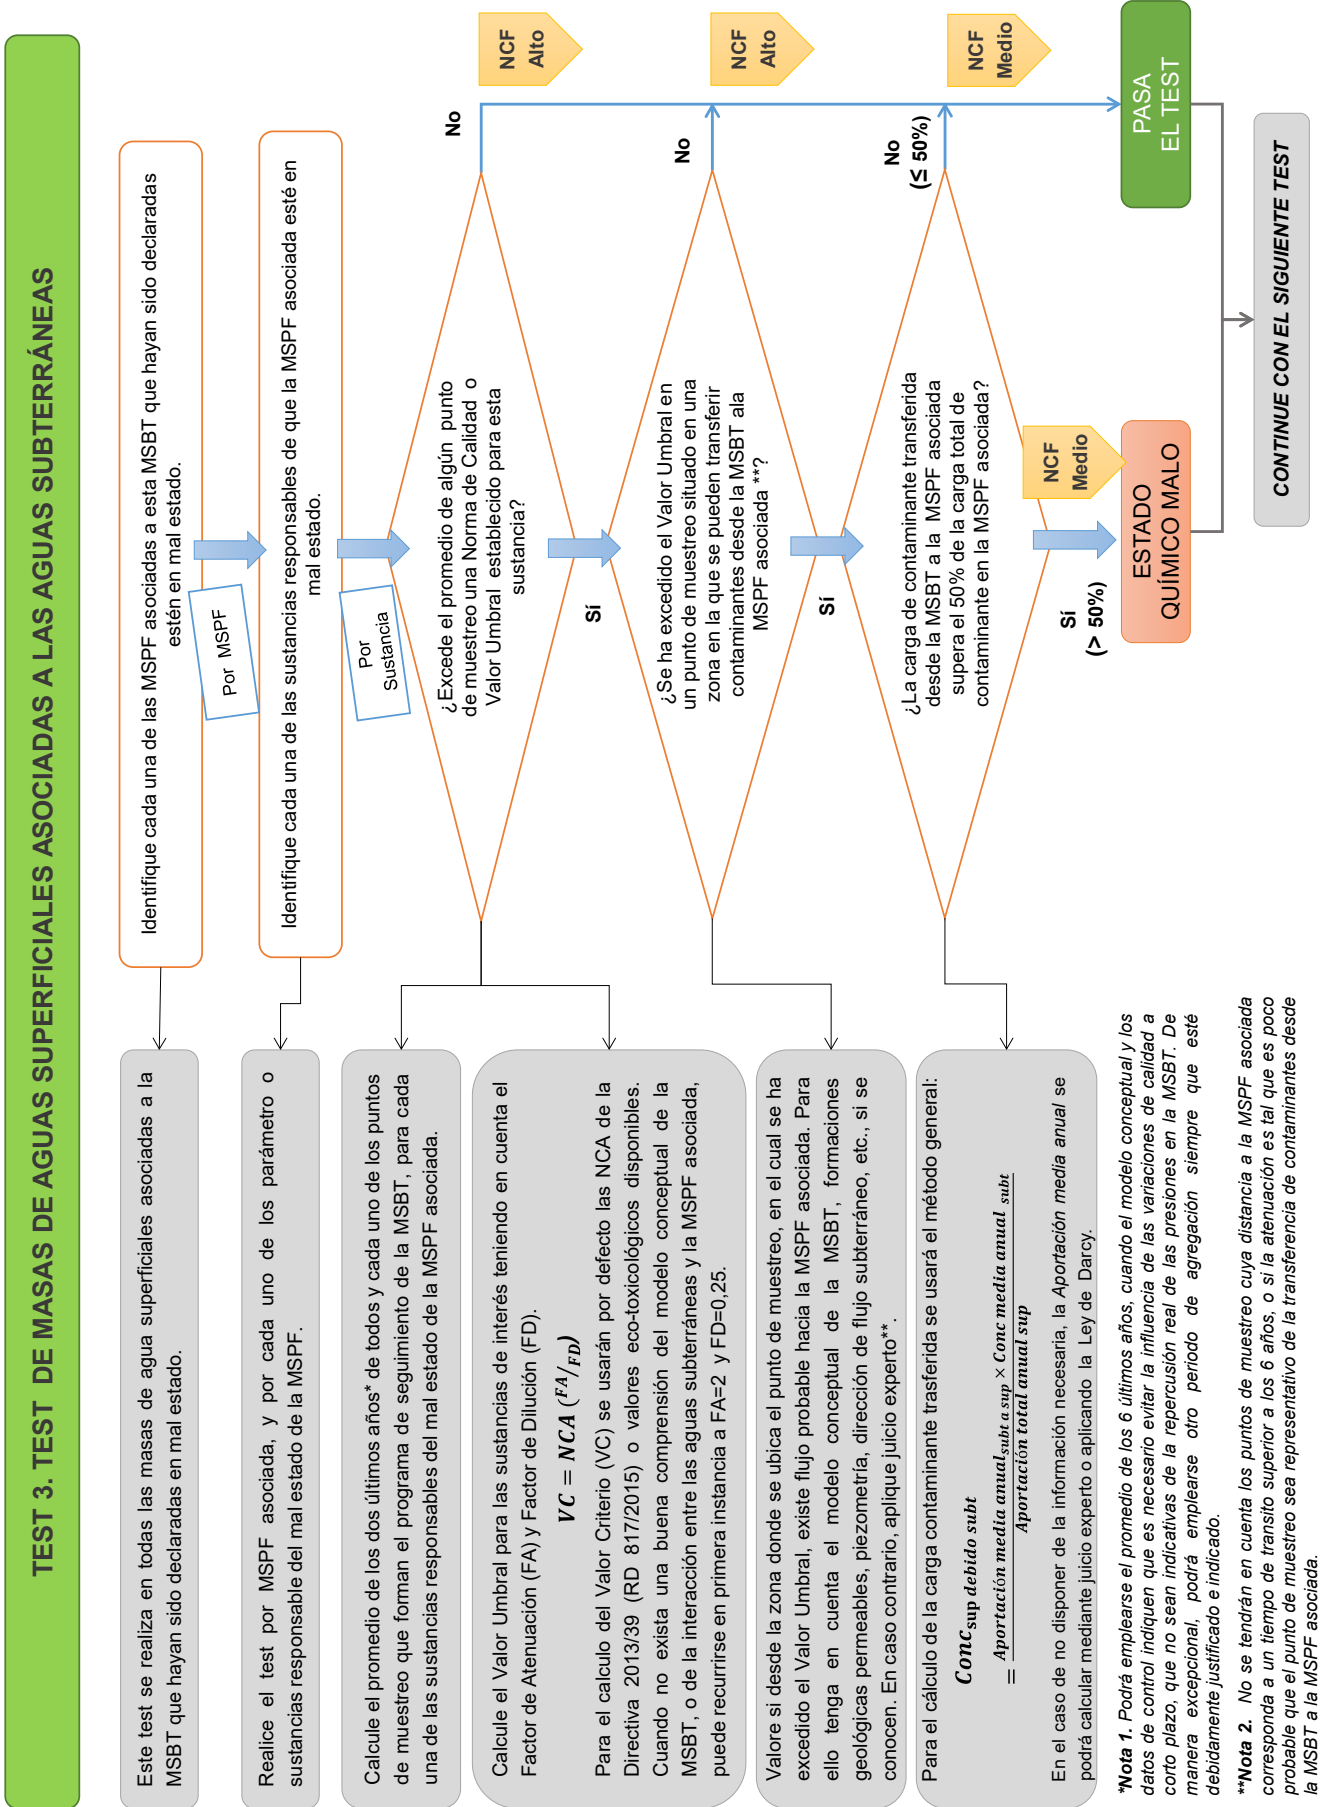 TEST 3. TEST DE MASAS DE AGUAS SUPERFICIALES ASOCIADAS A LAS AGUAS SUBTERRÁNEAS
Este test se realiza en todas las masas de agua superficiales asociadas a la
MSBT que hayan sido declaradas en mal estado.
Identifique cada una de las MSPF asociadas a esta MSBT que hayan sido declaradas
estén en mal estado.
Por MSPF
Realice el test por MSPF asociada, y por cada uno de los parámetro o
sustancias responsable del mal estado de la MSPF.
Identifique cada una de las sustancias responsables de que la MSPF asociada esté en
mal estado.
Por
Sustancia
Calcule el promedio de los dos últimos años* de todos y cada uno de los puntos
de muestreo que forman el programa de seguimiento de la MSBT, para cada
una de las sustancias responsables del mal estado de la MSPF asociada.
Calcule el Valor Umbral para las sustancias de interés teniendo en cuenta el
Factor de Atenuación (FA) y Factor de Dilución (FD).
VC = NCA (FA/FD)
Para el calculo del Valor Criterio (VC) se usarán por defecto las NCA de la
Directiva 2013/39 (RD 817/2015) o valores eco-toxicológicos disponibles.
Cuando no exista una buena comprensión del modelo conceptual de la
MSBT, o de la interacción entre las aguas subterráneas y la MSPF asociada,
puede recurrirse en primera instancia a FA=2 y FD=0,25.
¿Excede el promedio de algún punto
de muestreo una Norma de Calidad o
Valor Umbral establecido para esta
sustancia?
No
NCF
Alto
Sí
Valore si desde la zona donde se ubica el punto de muestreo, en el cual se ha
excedido el Valor Umbral, existe flujo probable hacia la MSPF asociada. Para
ello tenga en cuenta el modelo conceptual de la MSBT, formaciones
geológicas permeables, piezometría, dirección de flujo subterráneo, etc., si se
conocen. En caso contrario, aplique juicio experto**.
¿Se ha excedido el Valor Umbral en
un punto de muestreo situado en una
zona en la que se pueden transferir
contaminantes desde la MSBT ala
MSPF asociada **?
No
NCF
Alto
Sí
Para el cálculo de la carga contaminante trasferida se usará el método general:
Conc sup debido subt
= Aportación media anual subt a sup × Conc media anual subt
Aportación total anual sup
En el caso de no disponer de la información necesaria, la Aportación media anual se
podrá calcular mediante juicio experto o aplicando la Ley de Darcy.
¿La carga de contaminante transferida
desde la MSBT a la MSPF asociada
supera el 50% de la carga total de
contaminante en la MSPF asociada?
No
(≤ 50%)
NCF
Medio
Sí
(> 50%)
NCF
Medio
ESTADO
QUÍMICO MALO
PASA
EL TEST
CONTINUE CON EL SIGUIENTE TEST
*Nota 1. Podrá emplearse el promedio de los 6 últimos años, cuando el modelo conceptual y los
datos de control indiquen que es necesario evitar la influencia de las variaciones de calidad a
corto plazo, que no sean indicativas de la repercusión real de las presiones en la MSBT. De
manera excepcional, podrá emplearse otro periodo de agregación siempre que esté
debidamente justificado e indicado.
**Nota 2. No se tendrán en cuenta los puntos de muestreo cuya distancia a la MSPF asociada
corresponda a un tiempo de transito superior a los 6 años, o si la atenuación es tal que es poco
probable que el punto de muestreo sea representativo de la transferencia de contaminantes desde
la MSBT a la MSPF asociada.